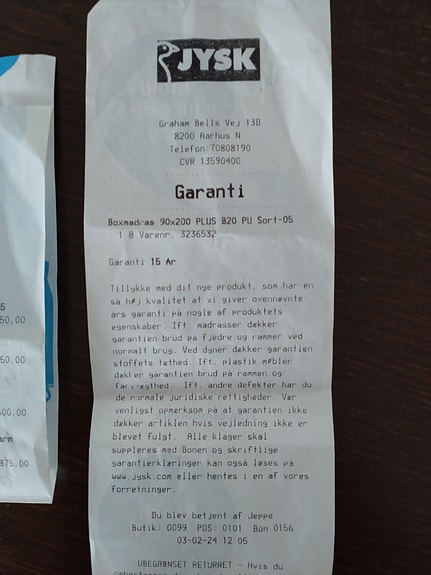 JYSK
Graham Bells Vej 13D
8200 Aarhus N
Telefon:70808190
CVR 13590400
Garanti
Boxmadras 90x200 PLUS B20 PU Sort-05
1 @ Varenr. 3236532
Garanti 15 År
Tillykke med dit nye produkt, som har en
så høj kvalitet at vi giver ovennævnte
års garanti på nogle af produktets
egenskaber. Ift. madrasser dækker
garantien brud på fjedre og rammer ved
normalt brug. Ved dyner dækker garantien
stoffets tæthed. Ift. plastik møbler
dækker garantien brud på rammen og
farveægthed. Ift. andre defekter har du
de normale juridiske rettigheder. Vær
venligst opmærksom på at garantien ikke
dækker artiklen hvis vejledning ikke er
blevet fulgt. Alle klager skal
suppleres med Bonen og skriftlige
garantierklæringer kan også læses på
www.jysk.com eller hentes i en af vores
forretninger.
Du blev betjent af Jeppe
Butik: 0099 POS: 0101 Bon 0156
03-02-24 12:05
UBEGRÆNSET RETURRET - Hvis du
5
50,00
50,00
500,00
arm
375,00